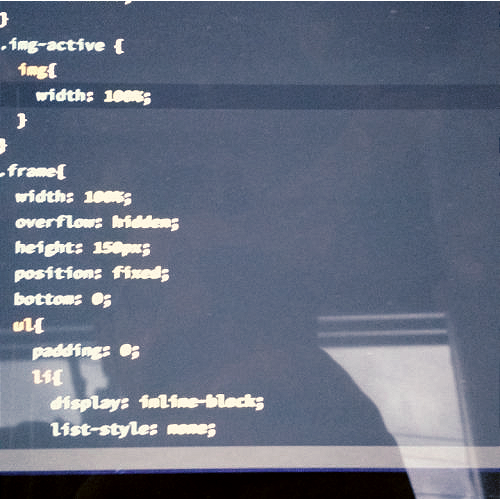 }
.img-active {
img{
width: 100%;
}
}
.frame{
width: 100%;
overflow: hidden;
height: 150px;
position: fixed;
bottom: 0;
ul{
padding: 0;
li{
display: inline-block;
list-style: none;